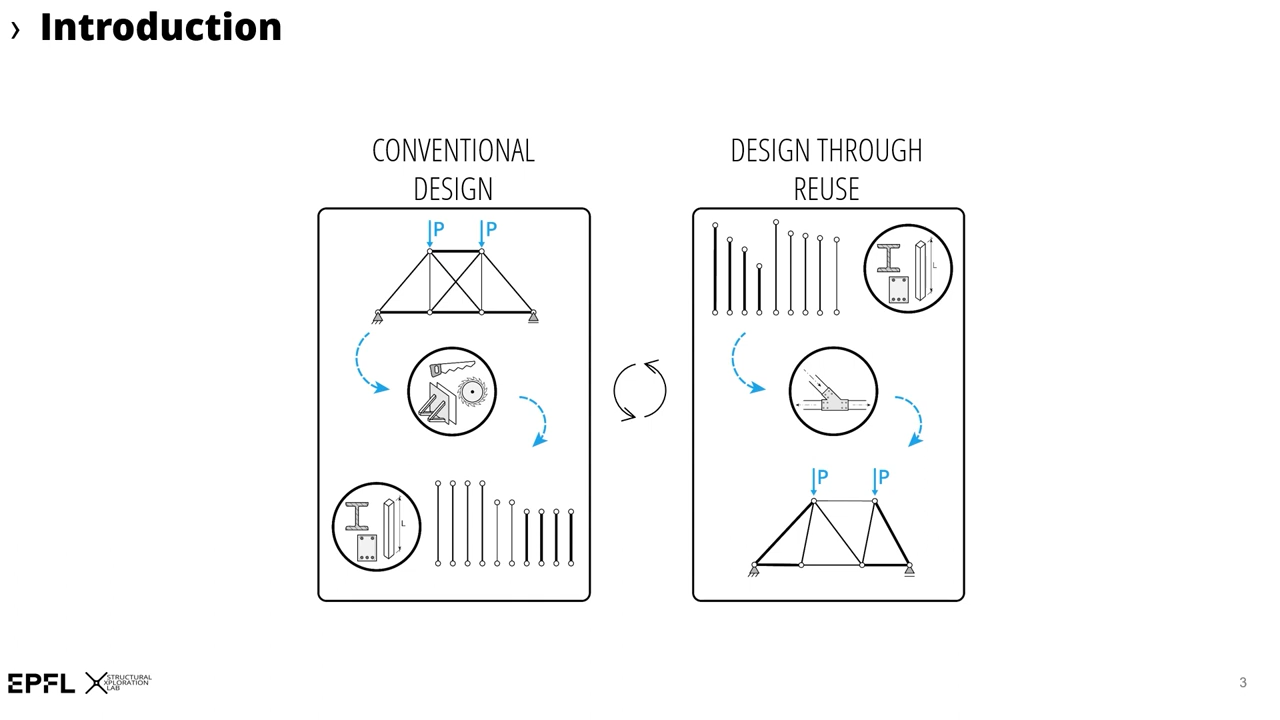 › Introduction
CONVENTIONAL
DESIGN
P P
L
DESIGN THROUGH
REUSE
L
P P
EPFL
STRUCTURAL
XPLORATION
LAB
3